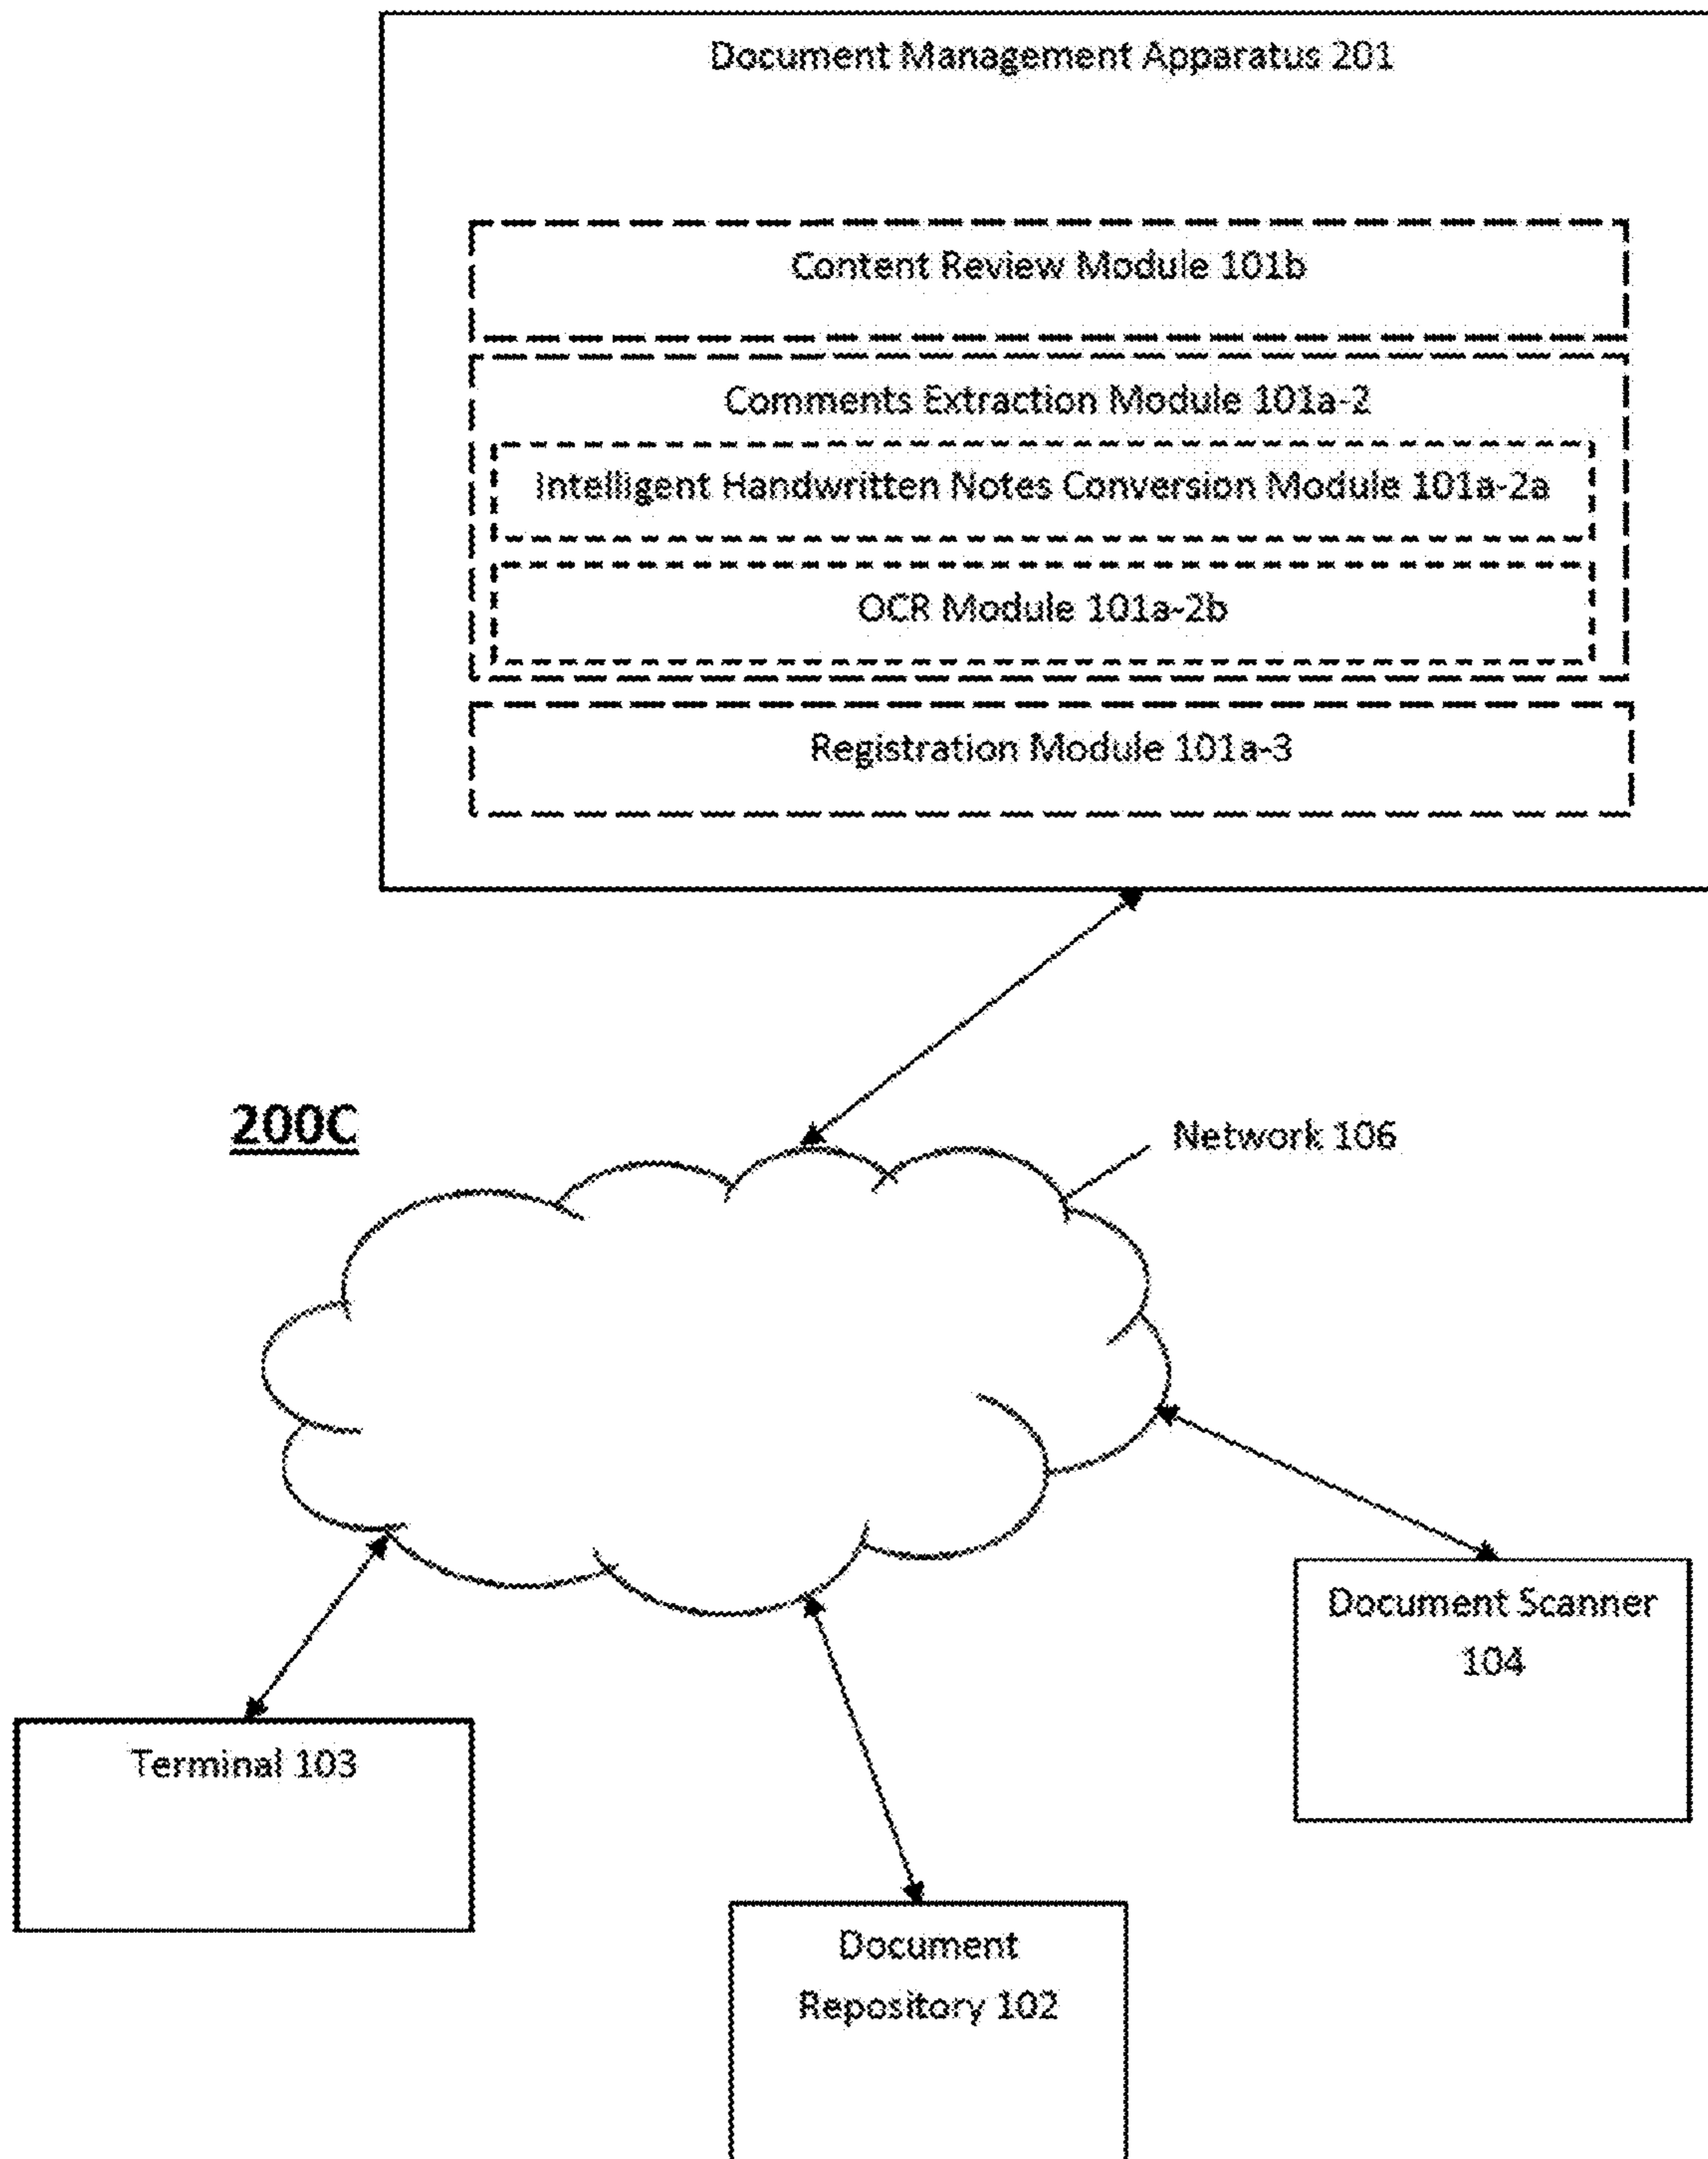 Document Management Apparatus 201
Content Review Module 101b
Comments Extraction Module 101a-2
Intelligent Handwritten Notes Conversion Module 101a-2a
OCR Module 101a-2b
Registration Module 101a-3
200C
Network 106
Document Scanner
104
Terminal 103
Document
Repository 102